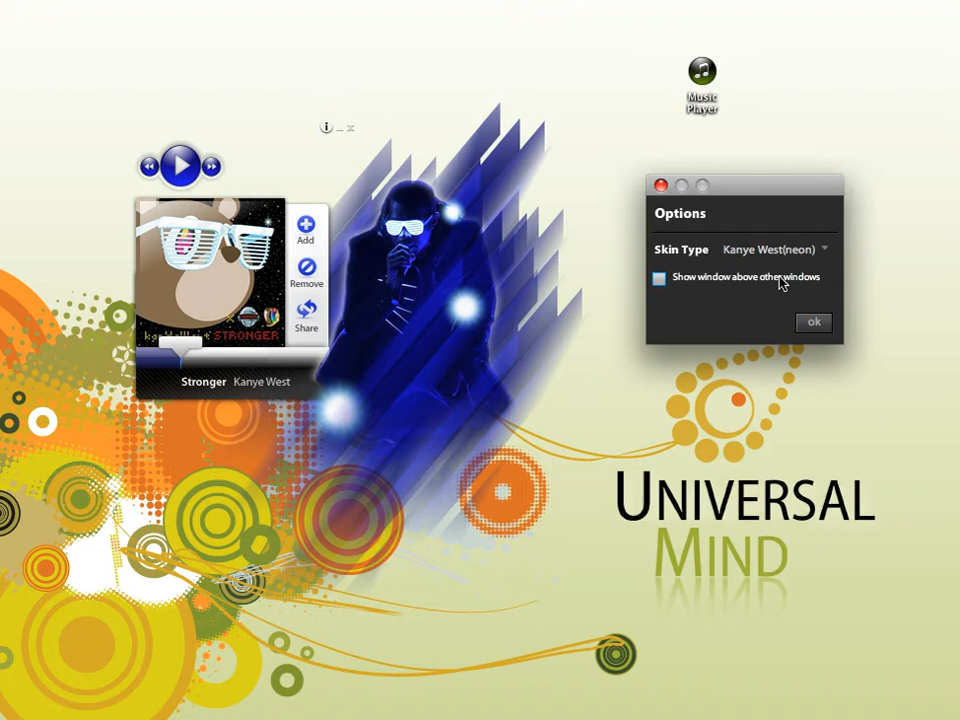 Music
Player
i
Options
Skin Type Kanye West(neon)
Show window above other windows
ok
Add
Remove
Share
STRONGER
Stronger Kanye West
UNIVERSAL
MIND